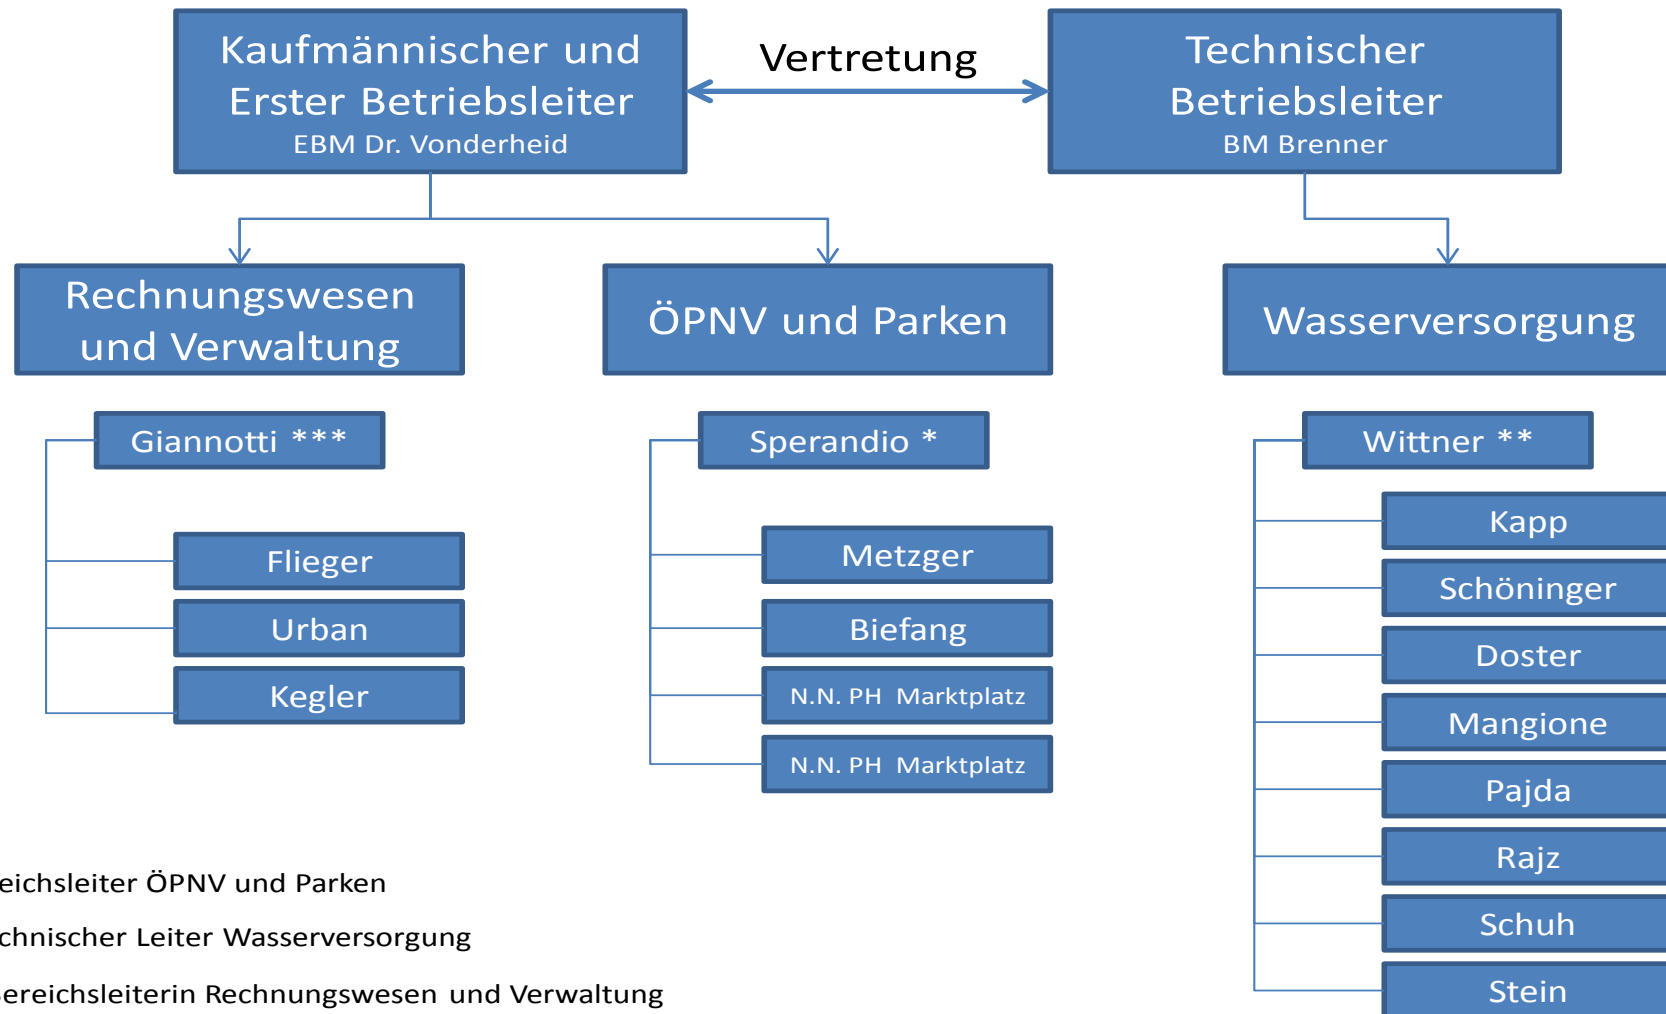 Kaufmännischer und
Erster Betriebsleiter
EBM Dr. Vonderheid
Vertretung
Technischer
Betriebsleiter
BM Brenner
Rechnungswesen
und Verwaltung
ÖPNV und Parken
Wasserversorgung
Giannotti ***
Flieger
Urban
Kegler
Sperandio *
Metzger
Biefang
N.N. PH Marktplatz
N.N. PH Marktplatz
Wittner **
Kapp
Schöninger
Doster
Mangione
Pajda
Rajz
Schuh
Stein
eichsleiter ÖPNV und Parken
chnischer Leiter Wasserversorgung
Bereichsleiterin Rechnungswesen und Verwaltung